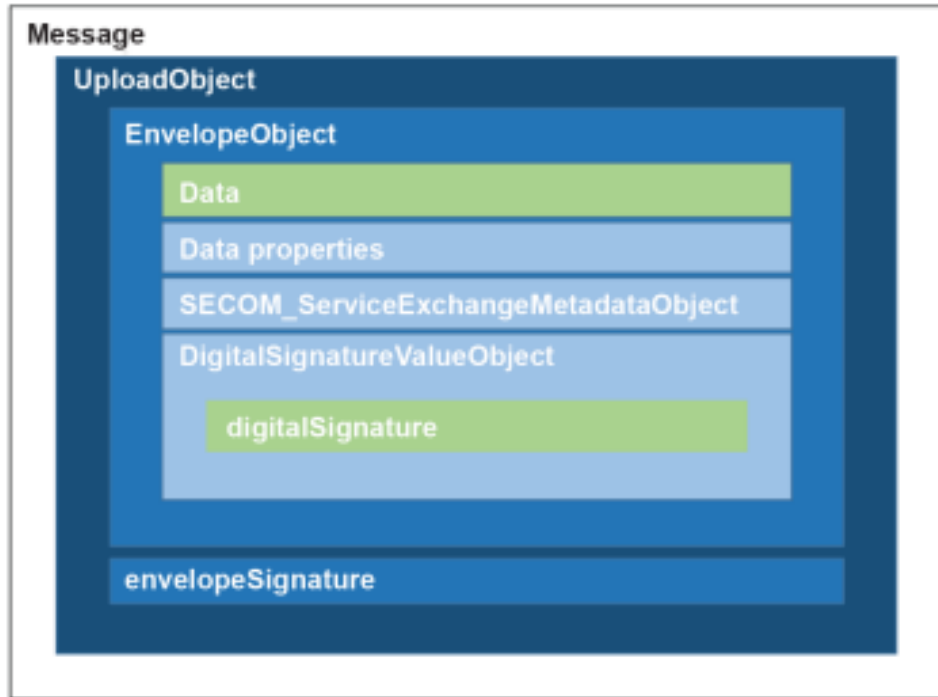 Message
UploadObject
EnvelopeObject
Data
Data properties
SECOM_ServiceExchangeMetadataObject
DigitalSignatureValueObject
digitalSignature
envelopeSignature